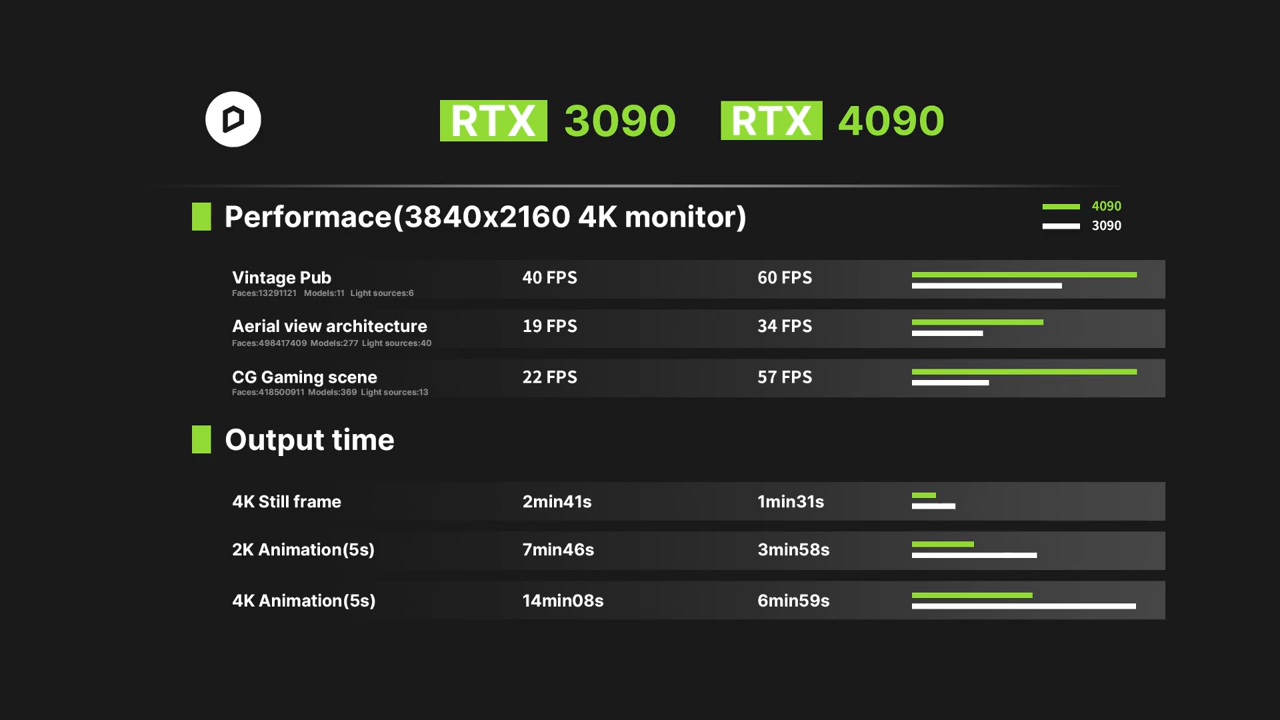 RTX 3090 RTX 4090
Performace(3840x2160 4K monitor)
4090
3090
Vintage Pub 40 FPS 60 FPS
Faces:13291121 Models:11 Light sources:6
Aerial view architecture 19 FPS 34 FPS
Faces:498417409 Models:277 Light sources:40
CG Gaming scene 22 FPS 57 FPS
Faces:418500911 Models:369 Light sources:13
Output time
4K Still frame 2min41s 1min31s
2K Animation(5s) 7min46s 3min58s
4K Animation(5s) 14min08s 6min59s